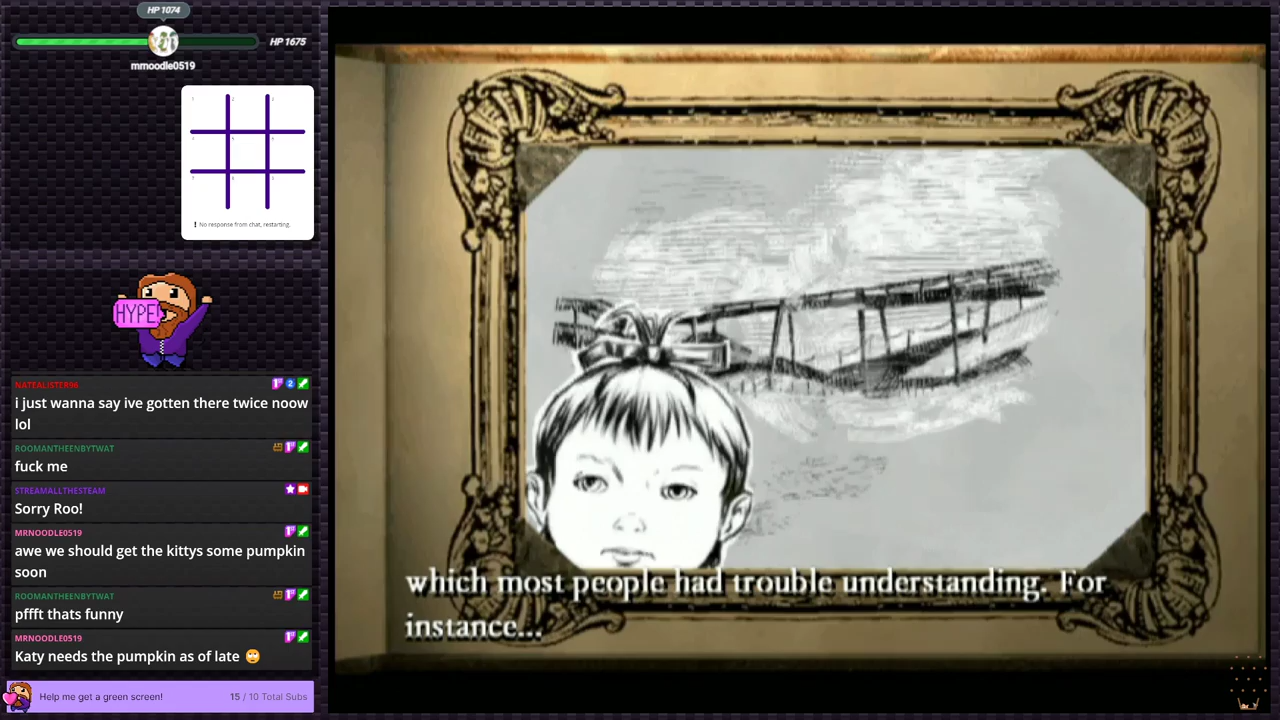 HP 1074
HP 1675
mmoodle0519
! No response from chat, restarting.
HYPE!
NATEALISTER96
i just wanna say ive gotten there twice noow
lol
ROOMANTHEENBYTWAT
fuck me
STREAMALLTHESTEAM
Sorry Roo!
MRNOODLE0519
awe we should get the kittys some pumpkin
soon
ROOMANTHEENBYTWAT
pffft thats funny
MRNOODLE0519
Katy needs the pumpkin as of late 🙄
Help me get a green screen! 15 / 10 Total Subs
which most people had trouble understanding. For
instance...